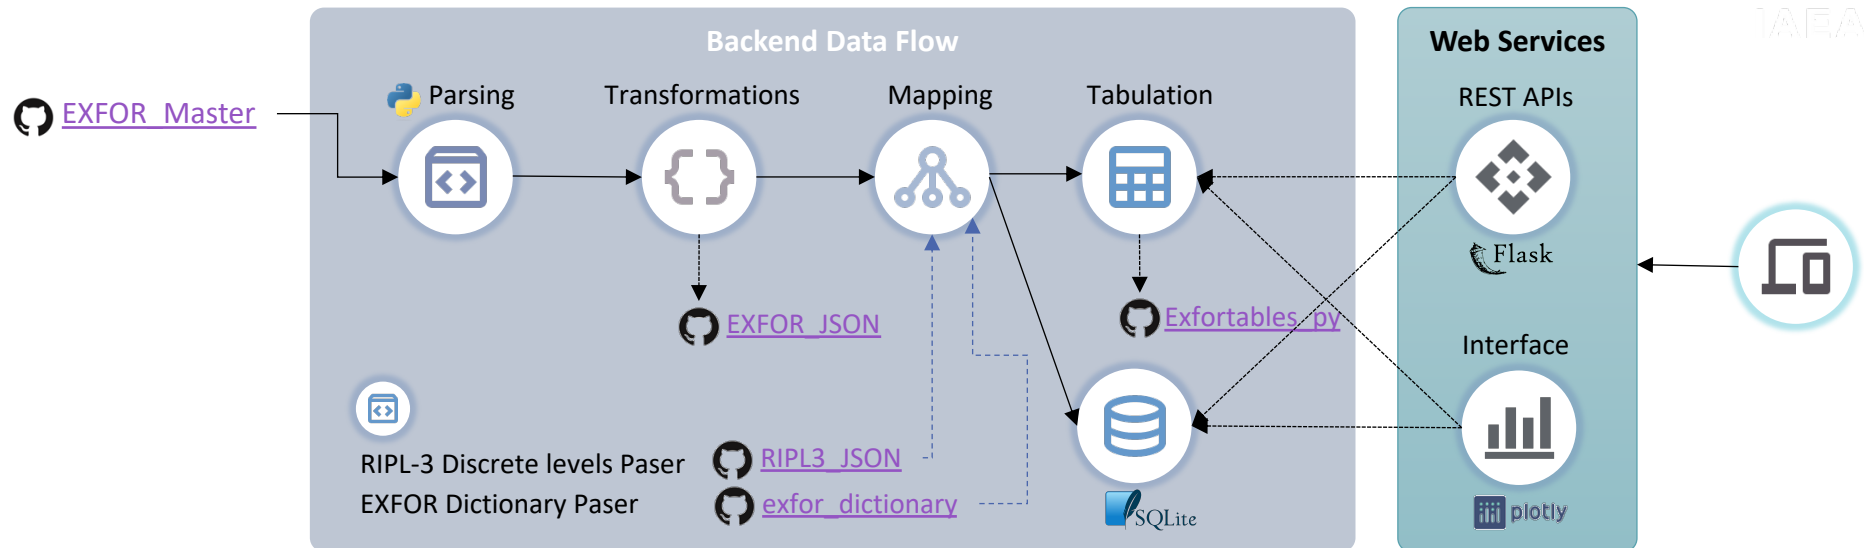 IAEA
Backend Data Flow
Web Services
EXFOR_Master
Parsing
Transformations
Mapping
Tabulation
REST APIs
Flask
EXFOR_JSON
Exfortables_py
Interface
RIPL-3 Discrete levels Paser
EXFOR Dictionary Paser
RIPL3_JSON
exfor_dictionary
SQLite
plotly